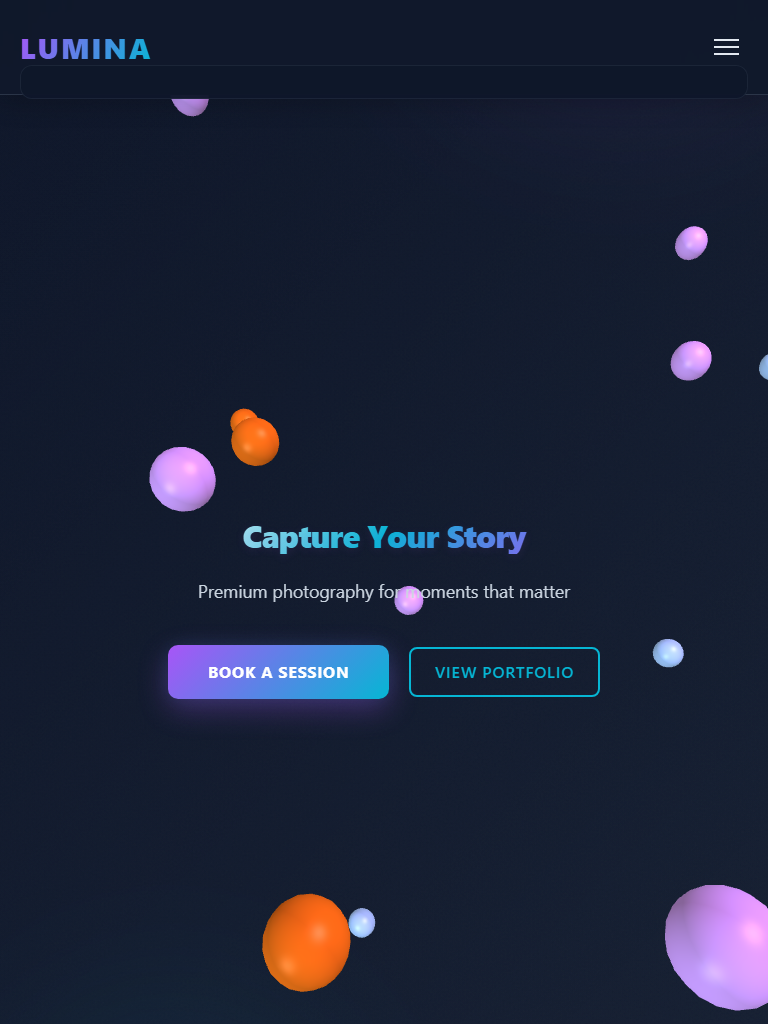 LUMINA
Capture Your Story
Premium photography for moments that matter
BOOK A SESSION
VIEW PORTFOLIO